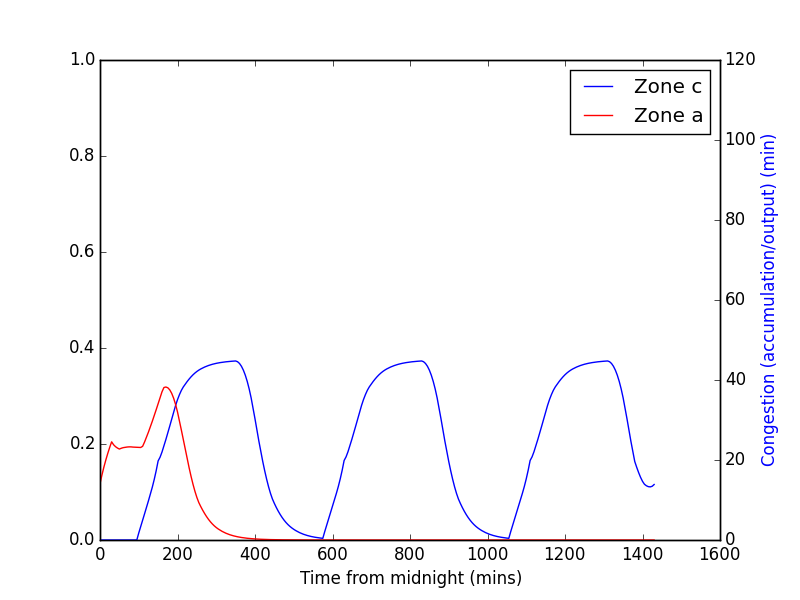 1.0
0.8
0.6
0.4
0.2
0.0
120
100
80
60
40
20
0
Zone c
Zone a
0 200 400 600 800 1000 1200 1400 1600
Time from midnight (mins)
Congestion (accumulation/output) (min)